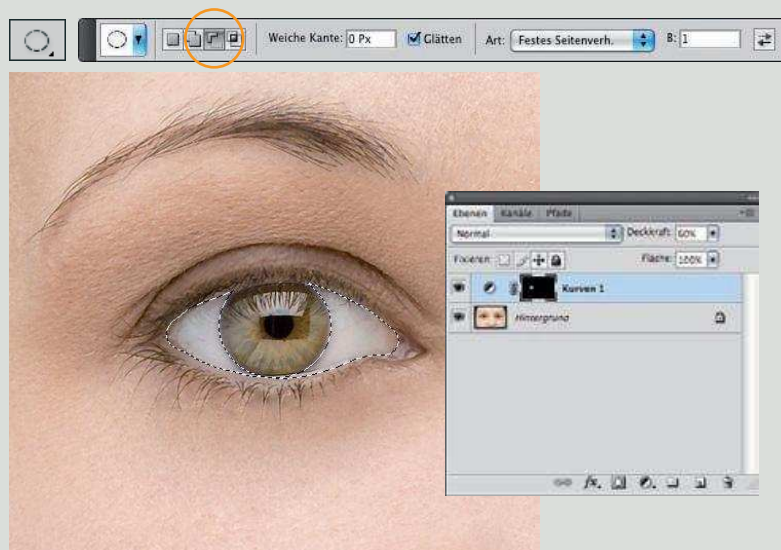 Weiche Kante: 0 Px Glätten Art: Festes Seitenverh. B: 1
Ebenen Kanäle Pfade
Normal Deckkraft: 60%
Fixieren: Fläche: 100%
Kurven 1
Hintergrund
fx.